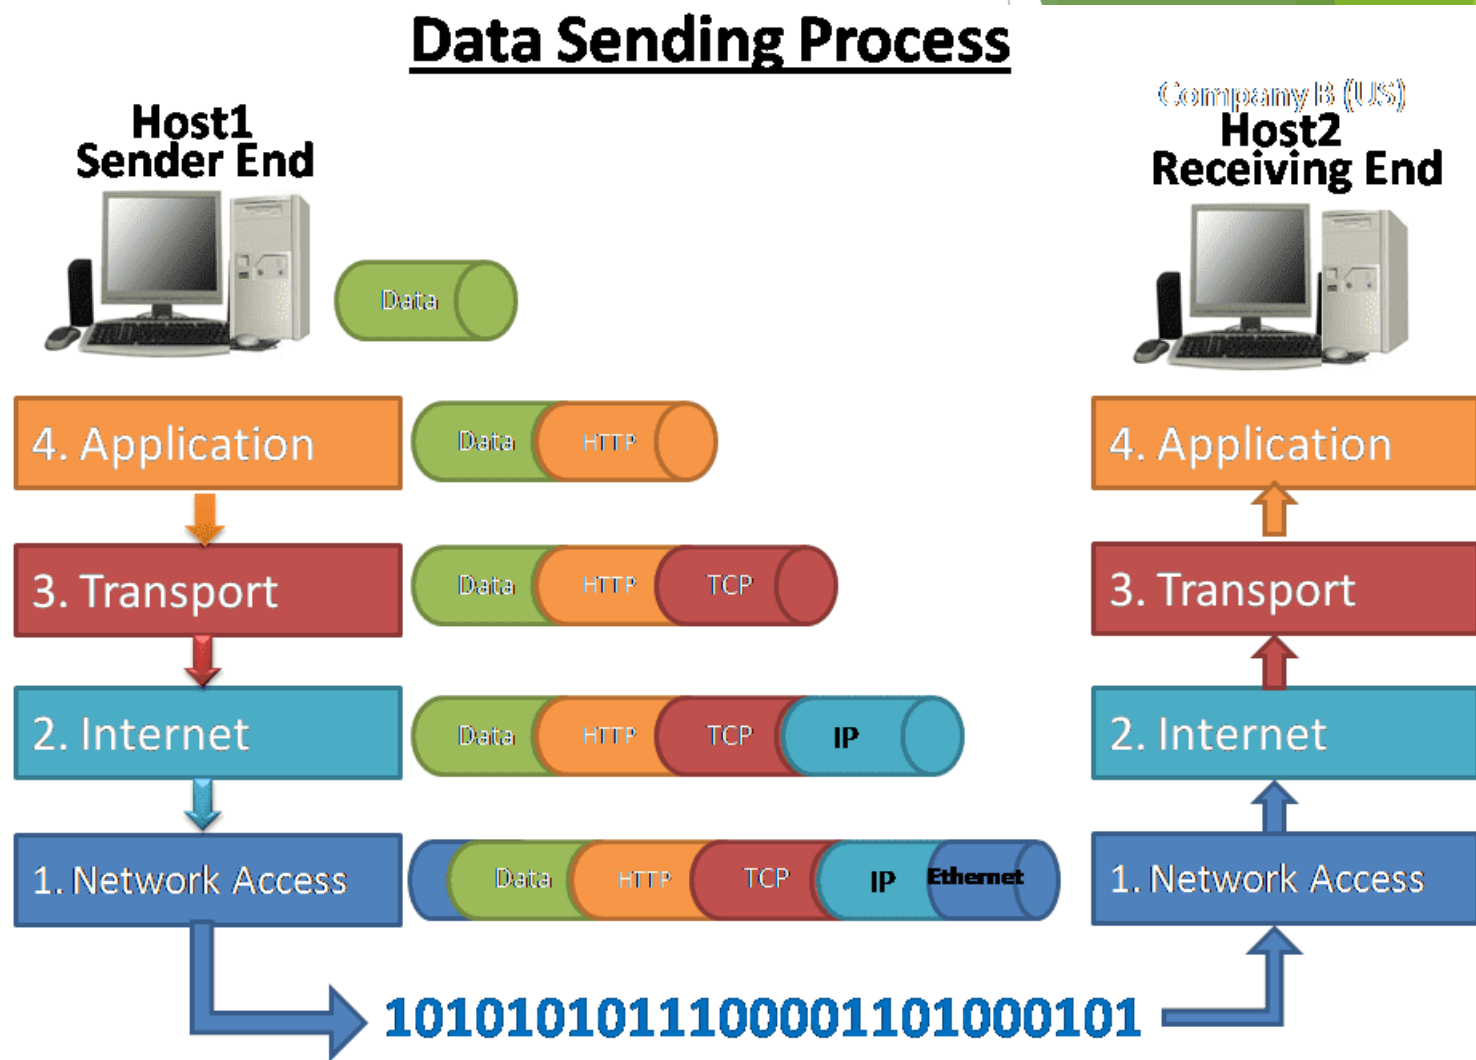 Data Sending Process
Company B (US)
Host1
Sender End
Host2
Receiving End
Data
4. Application
Data HTTP
4. Application
3. Transport
Data HTTP TCP
3. Transport
2. Internet
Data HTTP TCP IP
2. Internet
1. Network Access
Data HTTP TCP IP Ethernet
1. Network Access
1010101011100001101000101